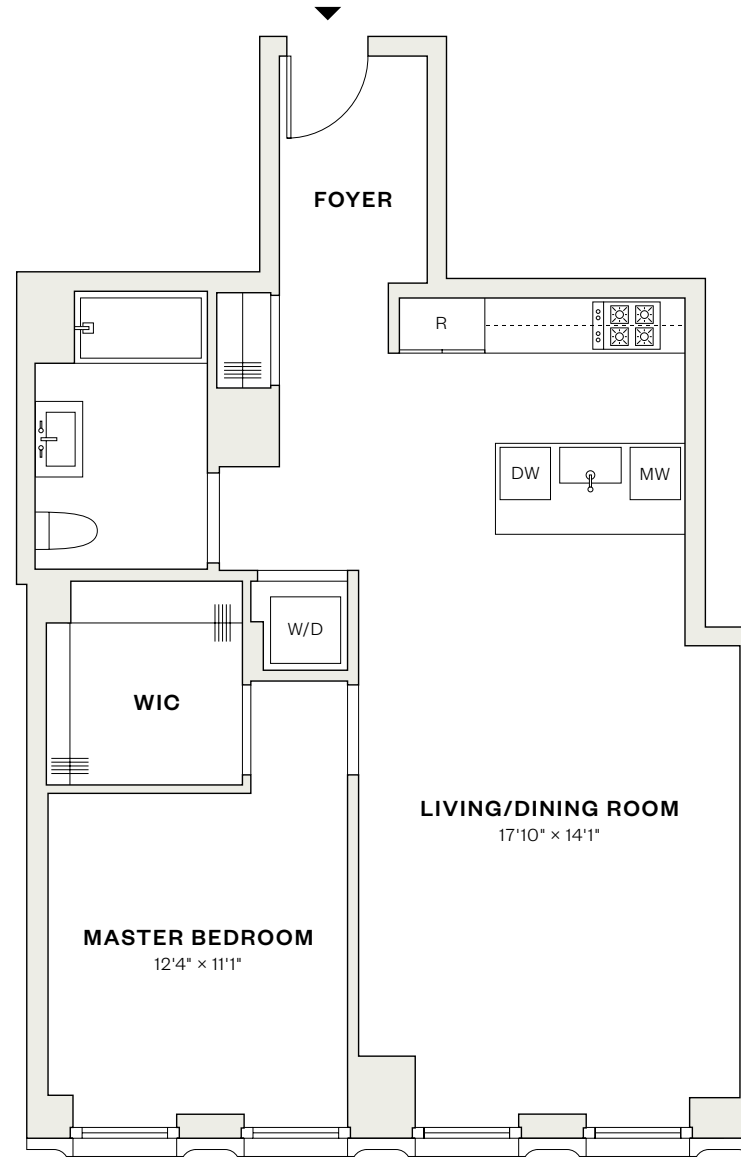 FOYER
R
DW
MW
W/D
WIC
LIVING/DINING ROOM
17'10" × 14'1"
MASTER BEDROOM
12'4" × 11'1"